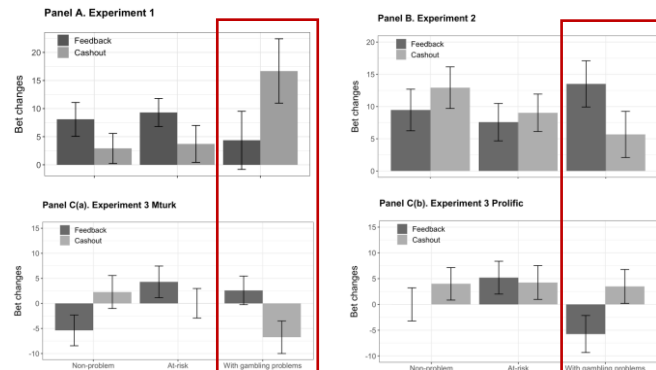 Panel A. Experiment 1
Feedback
Cashout
Bet changes
20
15
10
5
0
Panel B. Experiment 2
Feedback
Cashout
Bet changes
20
15
10
5
0
Panel C(a). Experiment 3 Mturk
Feedback
Cashout
Bet changes
15
10
5
0
-5
-10
Non-problem
At-risk
With gambling problems
Panel C(b). Experiment 3 Prolific
Feedback
Cashout
Bet changes
15
10
5
0
-5
-10
Non-problem
At-risk
With gambling problems